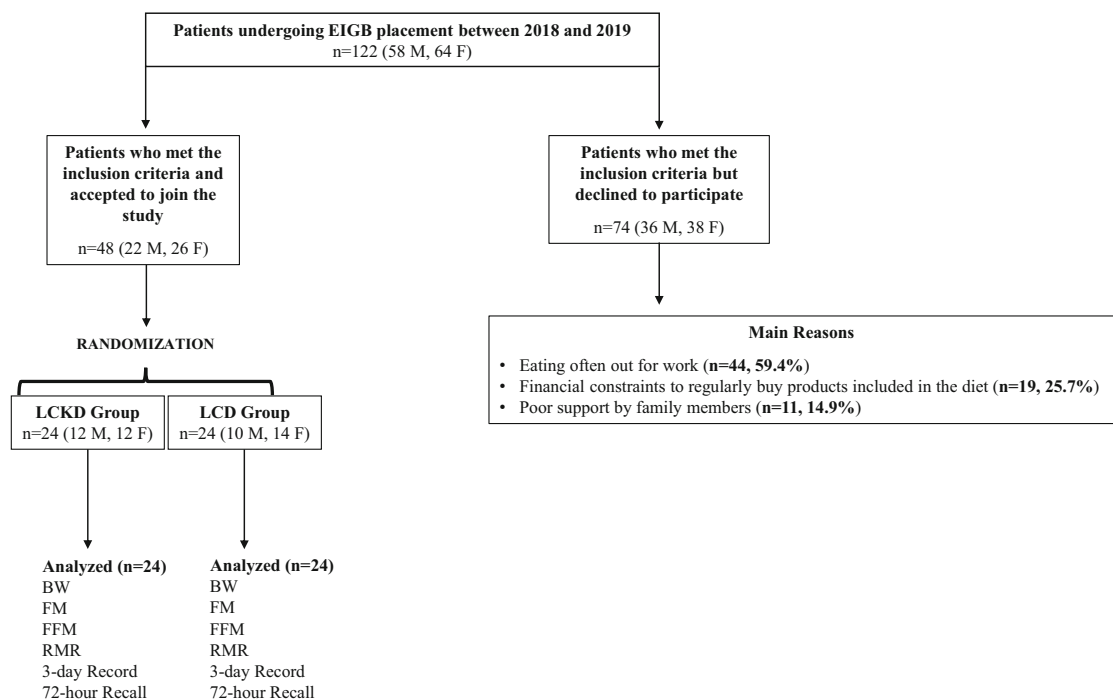 Patients undergoing EIGB placement between 2018 and 2019
n=122 (58 M, 64 F)
Patients who met the
inclusion criteria and
accepted to join the
study
n=48 (22 M, 26 F)
Patients who met the
inclusion criteria but
declined to participate
n=74 (36 M, 38 F)
RANDOMIZATION
Main Reasons
• Eating often out for work (n=44, 59.4%)
• Financial constraints to regularly buy products included in the diet (n=19, 25.7%)
• Poor support by family members (n=11, 14.9%)
LCKD Group
n=24 (12 M, 12 F)
LCD Group
n=24 (10 M, 14 F)
Analyzed (n=24)
BW
FM
FFM
RMR
3-day Record
72-hour Recall
Analyzed (n=24)
BW
FM
FFM
RMR
3-day Record
72-hour Recall